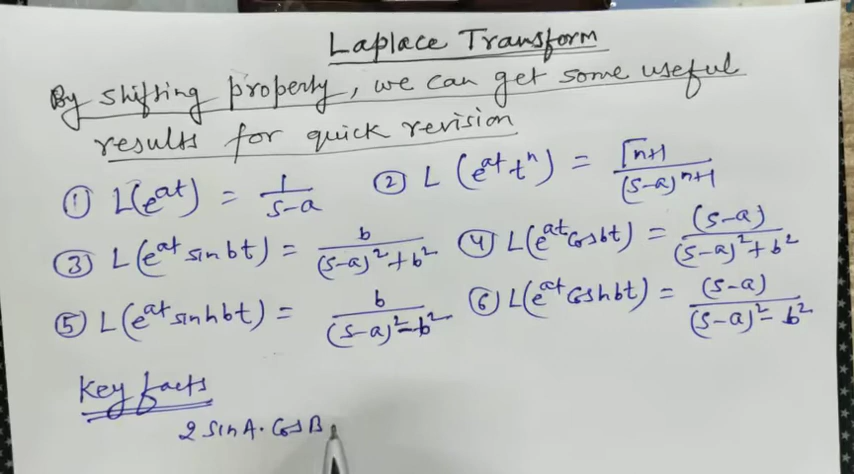 Laplace Transform
By shifting property, we can get some useful
results for quick revision
① L(e^{at}) = 1/(s-a) ② L(e^{at} t^n) = Γn+1/(s-a)^{n+1}
③ L(e^{at} sin bt) = b/((s-a)²+b²) ④ L(e^{at} Cos bt) = (s-a)/((s-a)²+b²)
⑤ L(e^{at} sinh bt) = b/((s-a)²-b²) ⑥ L(e^{at} Cosh bt) = (s-a)/((s-a)²-b²)
Key facts
2 sin A. Cos B